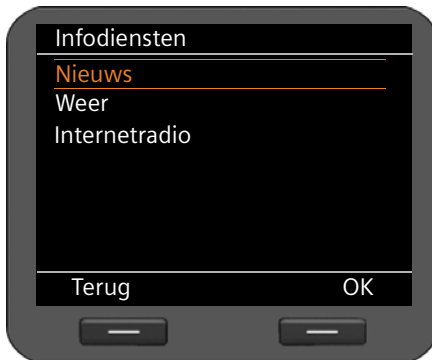 Infodiensten
Nieuws
Weer
Internetradio
Terug OK